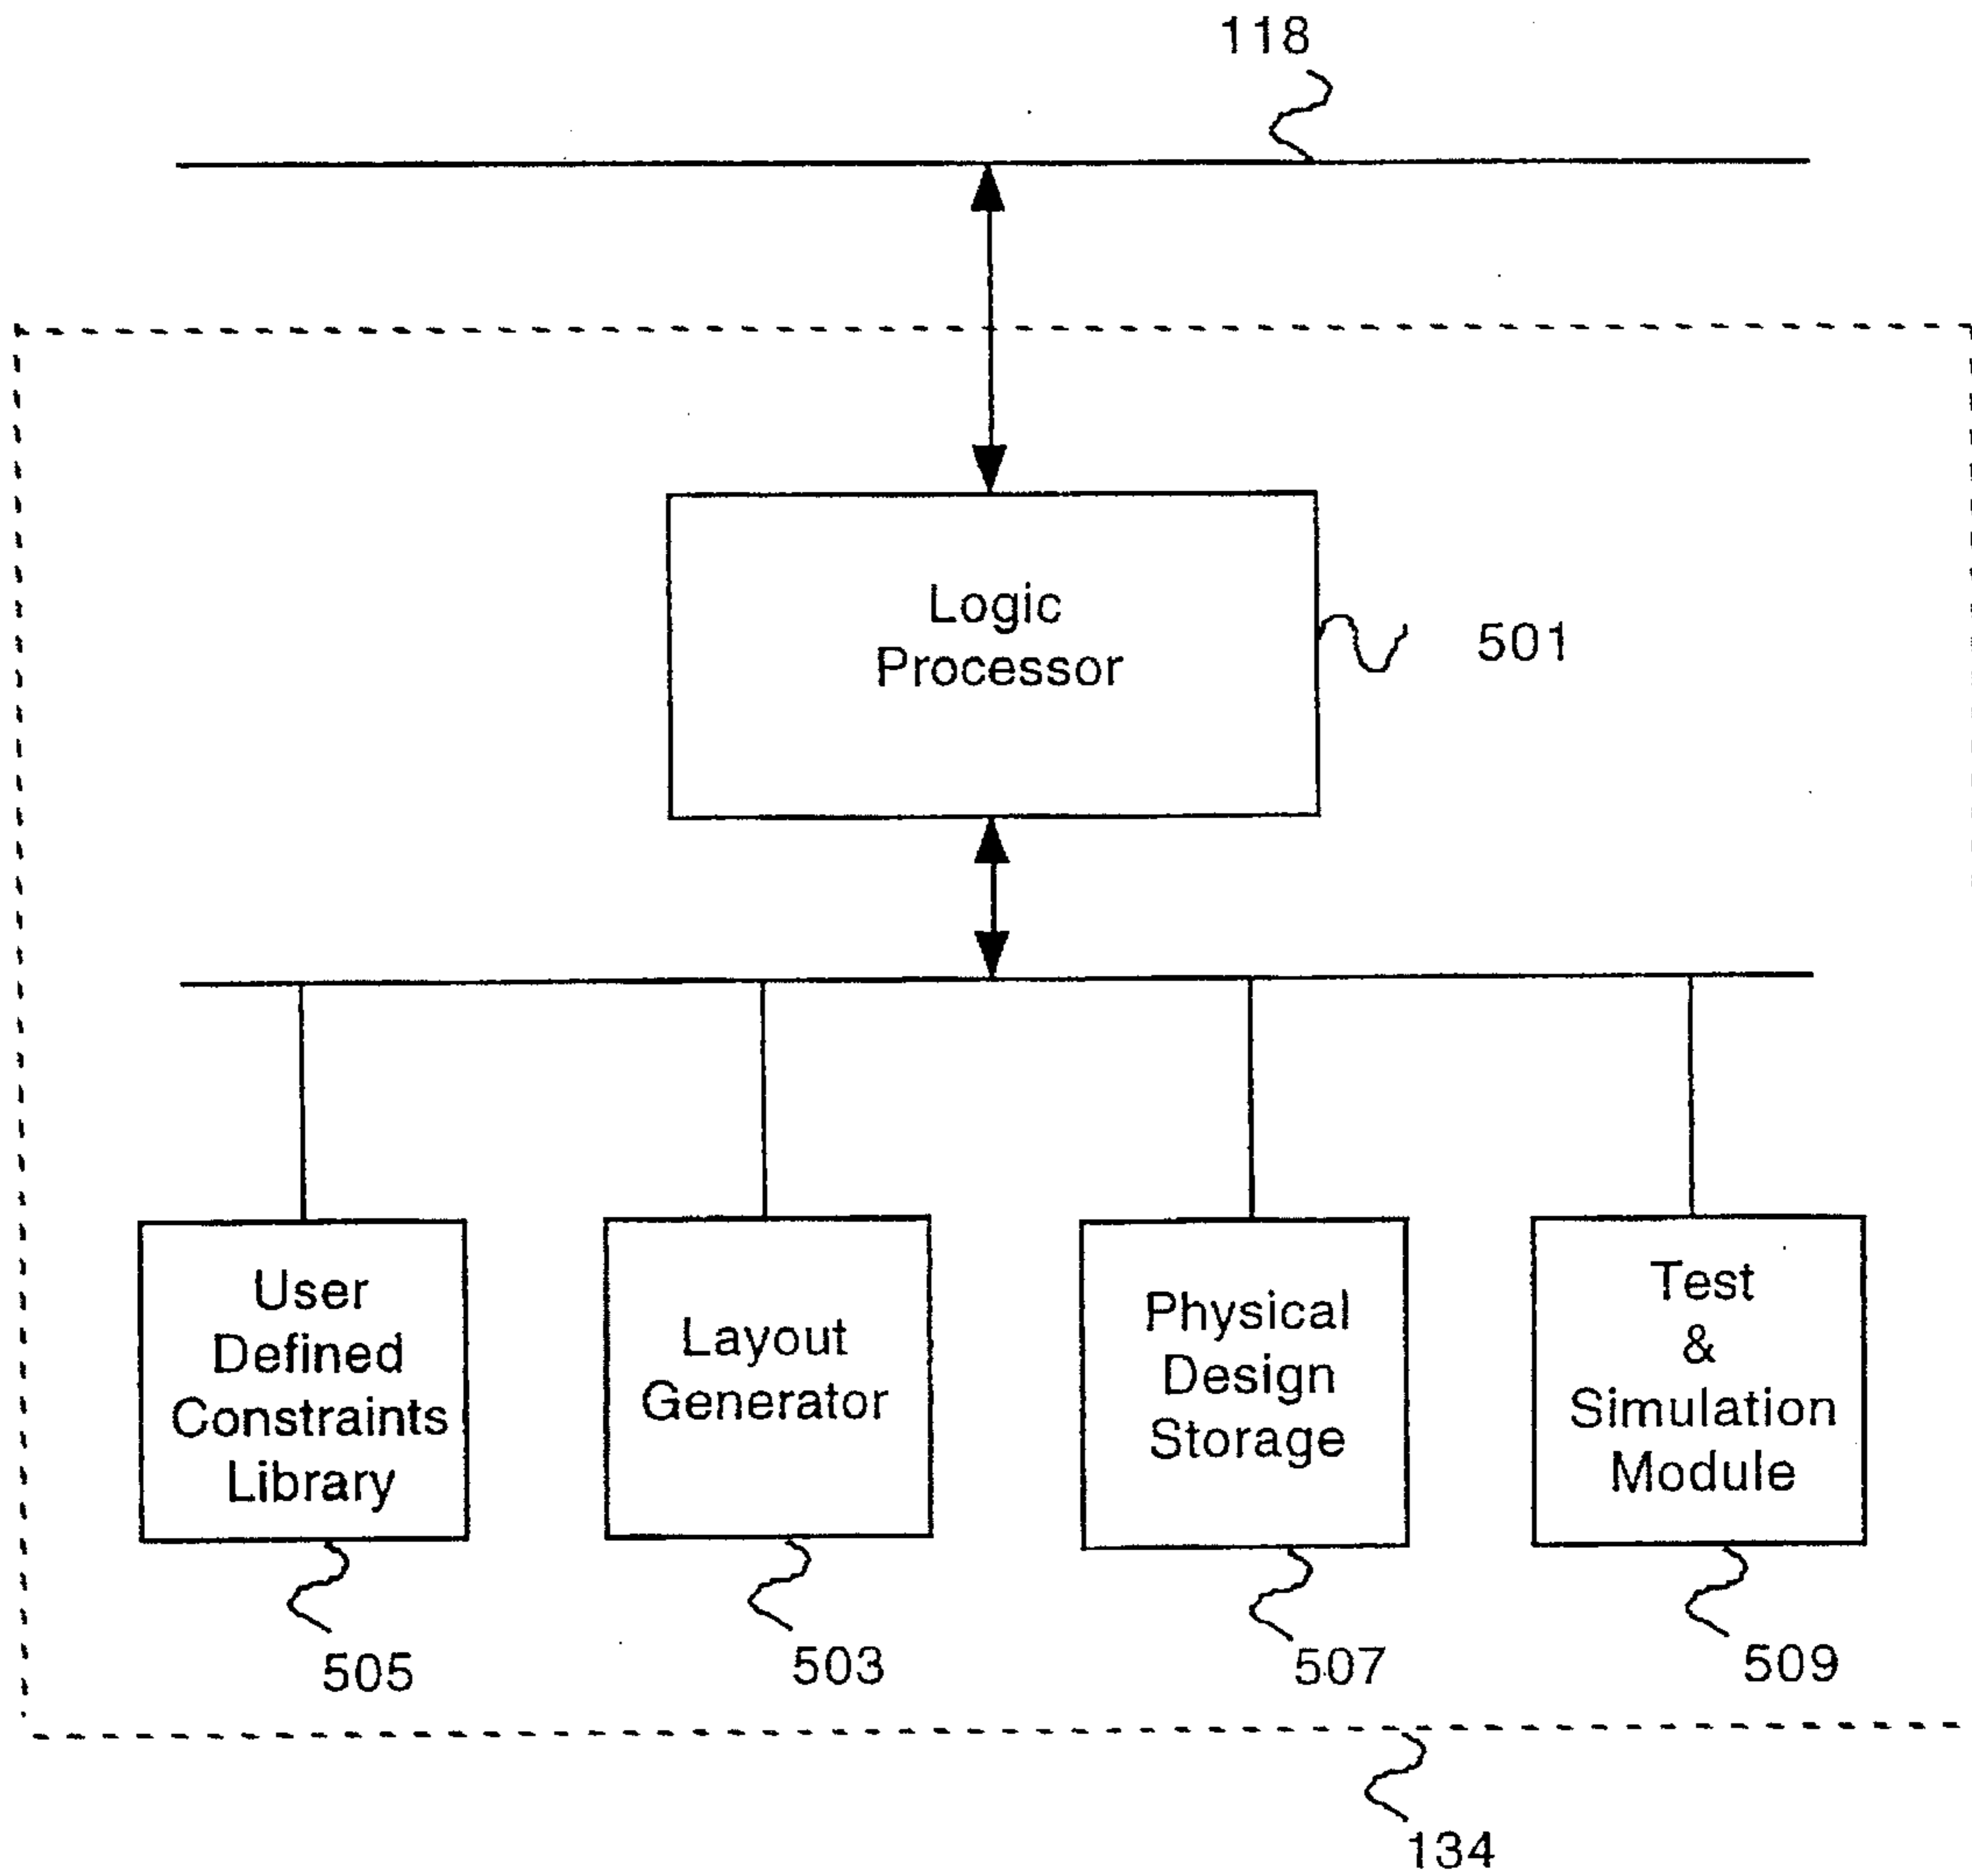 118
Logic
Processor
501
User
Defined
Constraints
Library
Layout
Generator
Physical
Design
Storage
Test
&
Simulation
Module
505
503
507
509
134